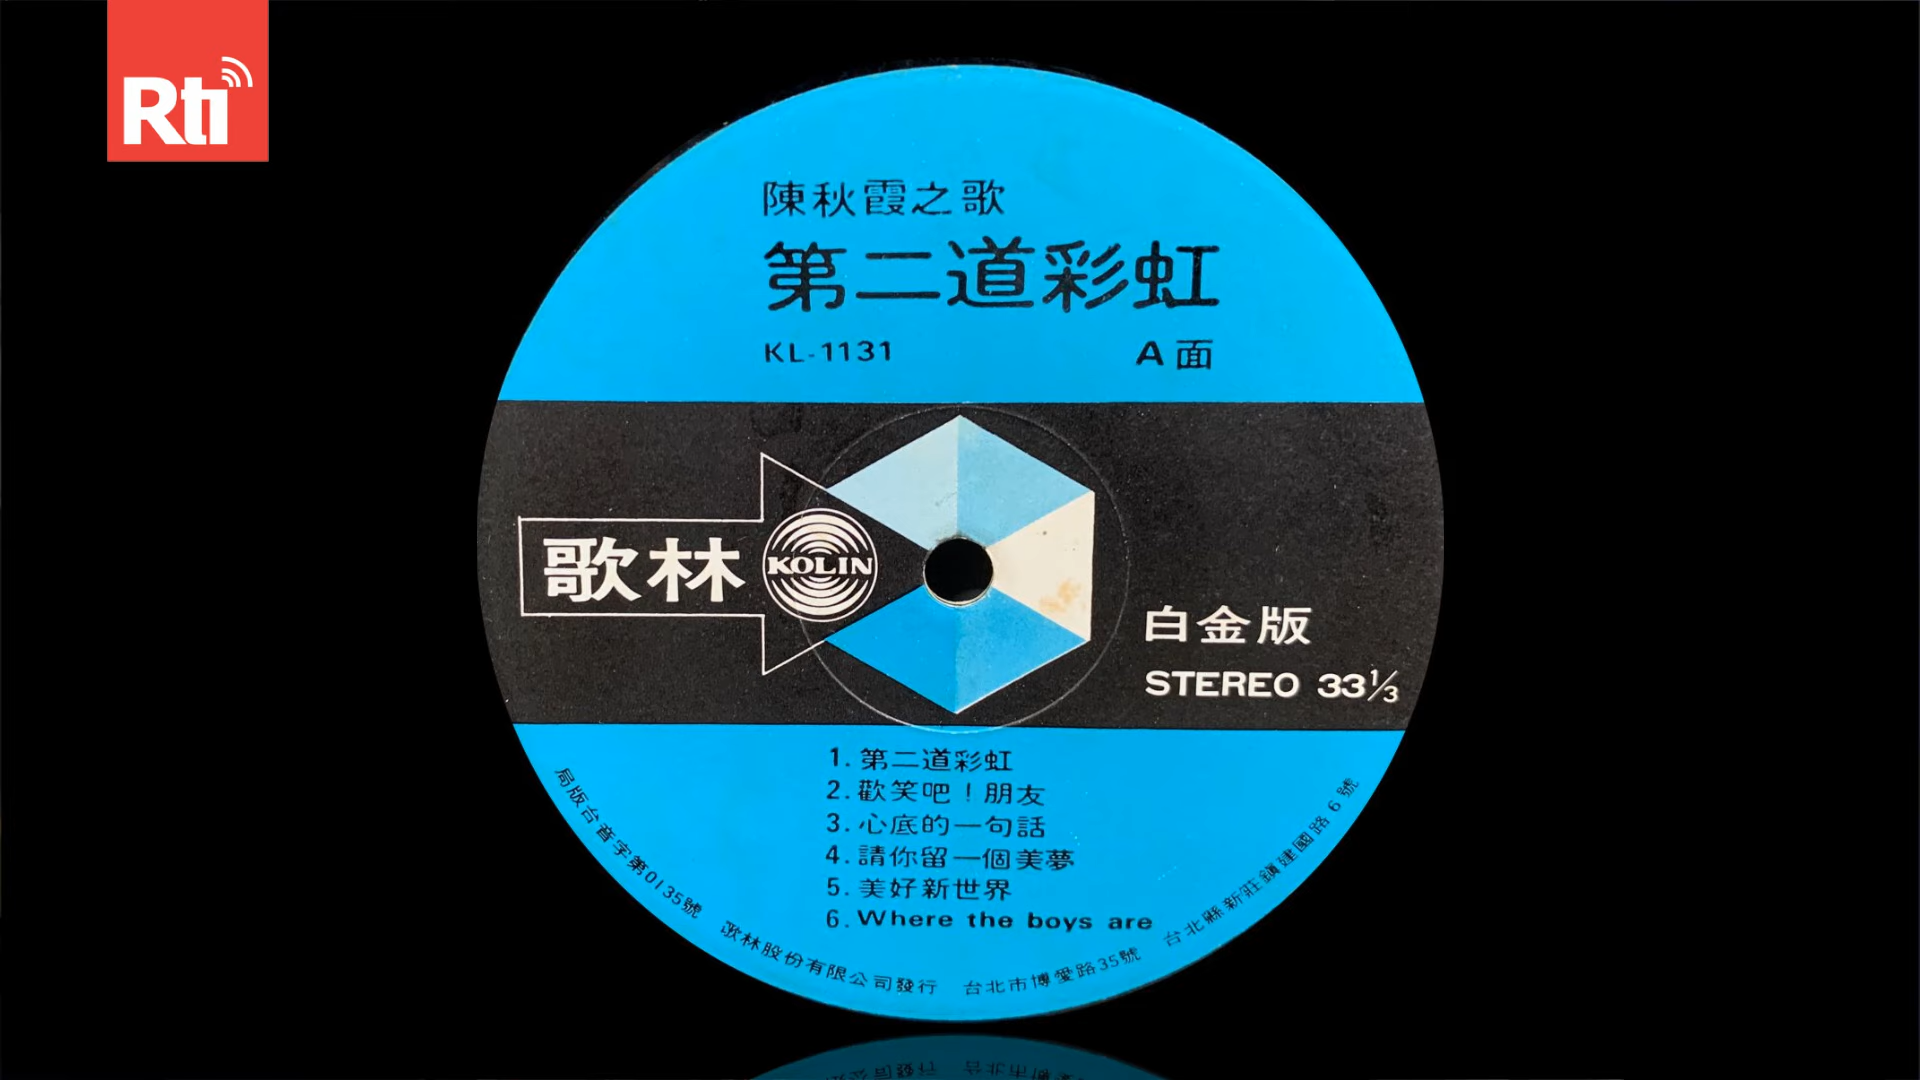 Rti
陳秋霞之歌
第二道彩虹
KL-1131 A面
歌林 KOLIN
白金版
STEREO 33⅓
1. 第二道彩虹
2. 歡笑吧！朋友
3. 心底的一句話
4. 請你留一個美夢
5. 美好新世界
6. Where the boys are
局版台音字第0135號 歌林股份有限公司發行 台北市博愛路35號 台北縣新莊鎮建國路6號